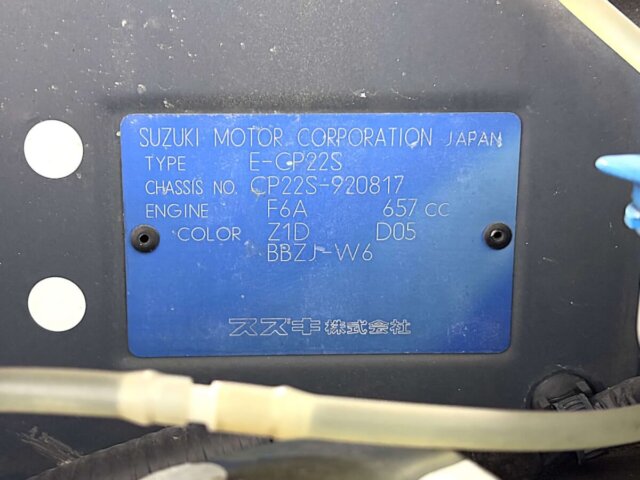 SUZUKI MOTOR CORPORATION JAPAN
TYPE E-CP22S
CHASSIS NO. CP22S-920817
ENGINE F6A 657 CC
COLOR Z1D D05
BBZJ-W6
スズキ株式会社